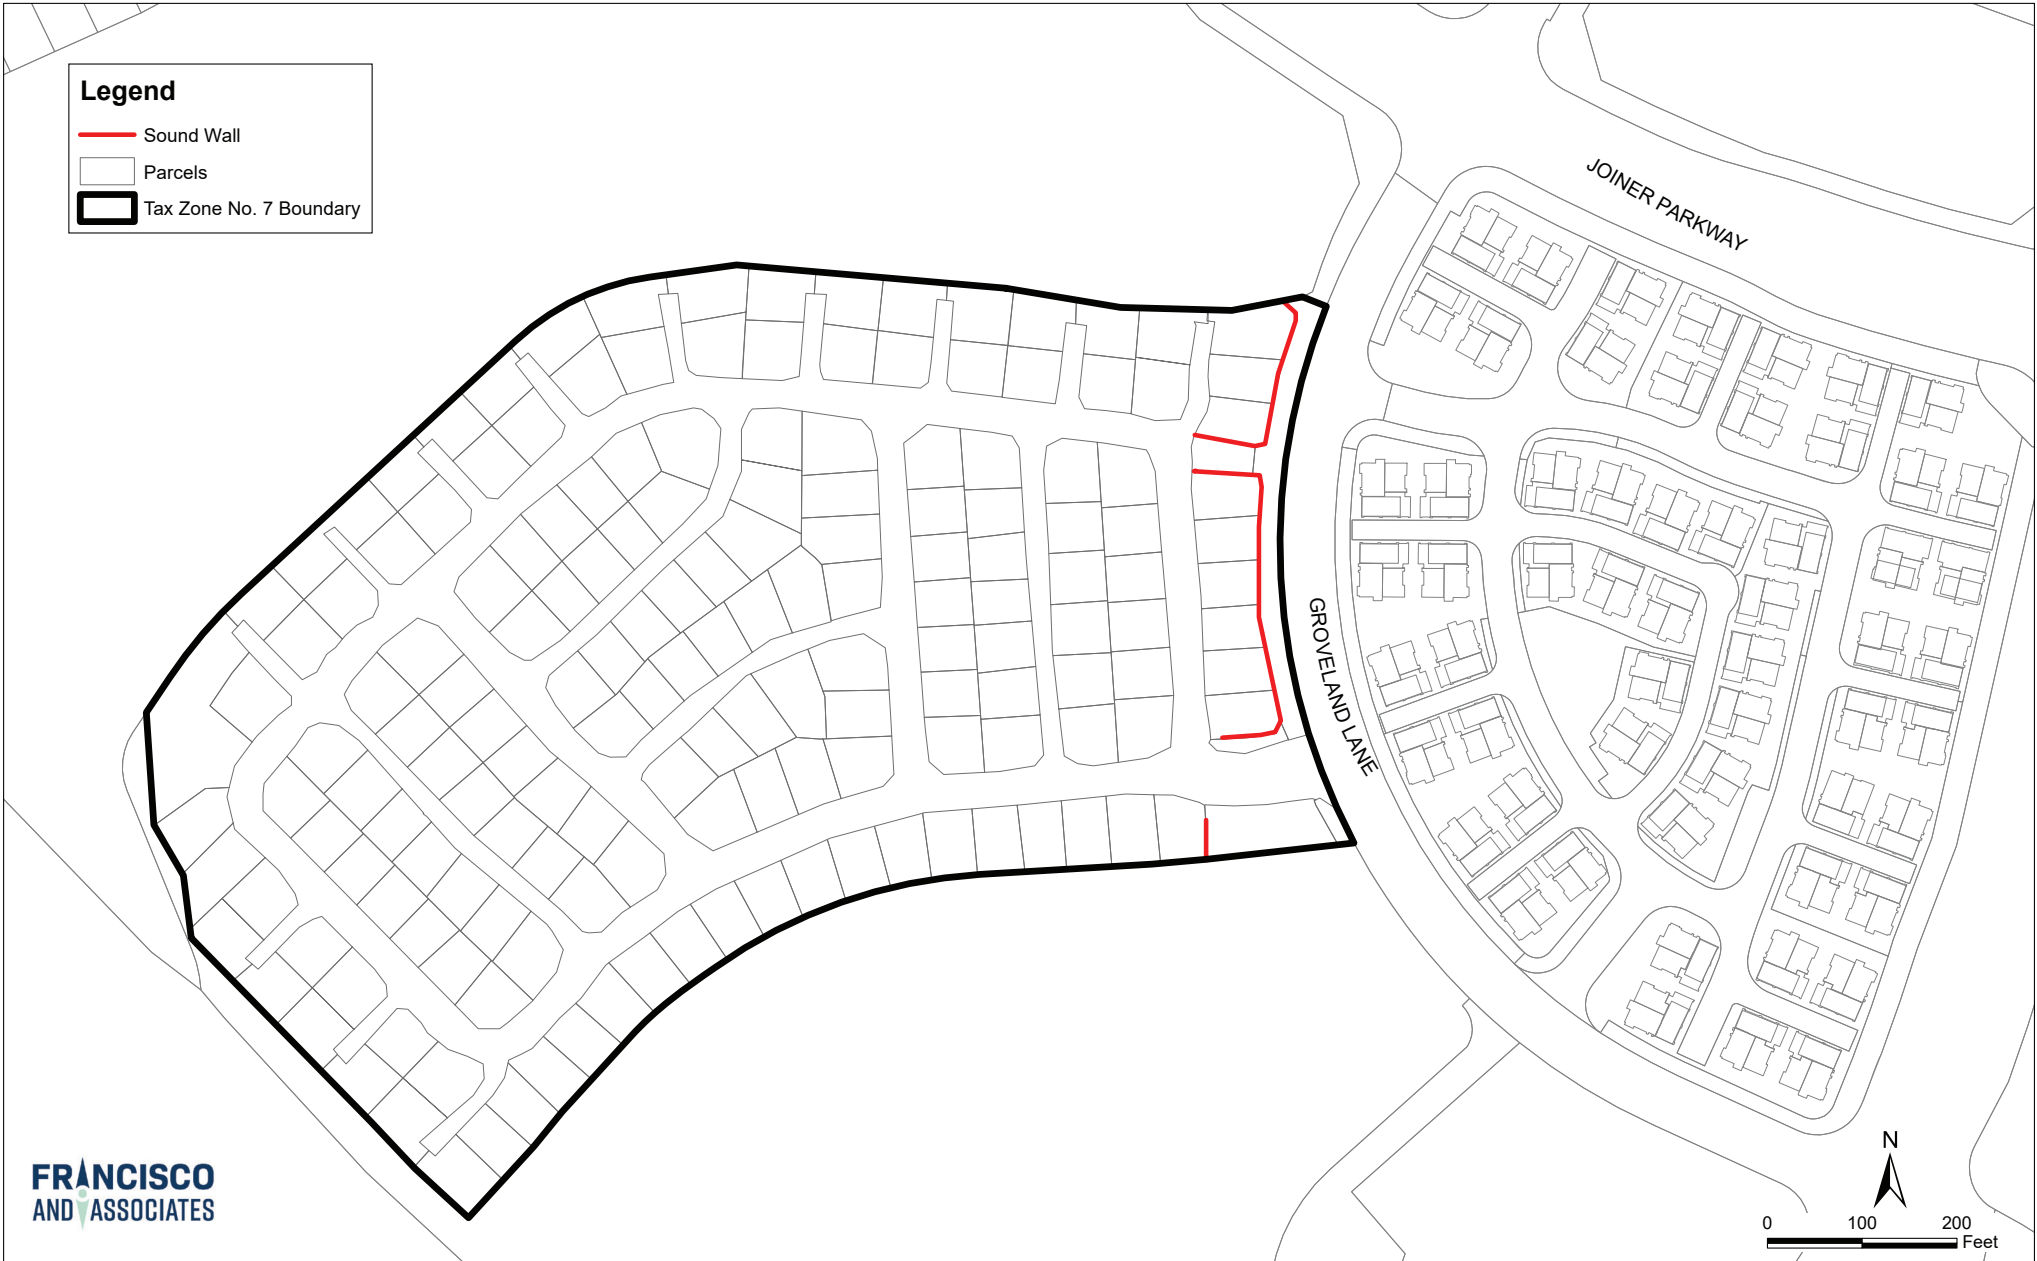 Legend
Sound Wall
Parcels
Tax Zone No. 7 Boundary
JOINER PARKWAY
GROVELAND LANE
FRANCISCO
AND ASSOCIATES
N
0 100 200
Feet